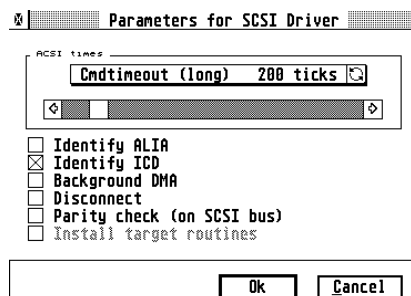 Parameters for SCSI Driver
ACSI times
Cmdtimeout (long) 200 ticks
Identify ALIA
Identify ICD
Background DMA
Disconnect
Parity check (on SCSI bus)
Install target routines
Ok Cancel